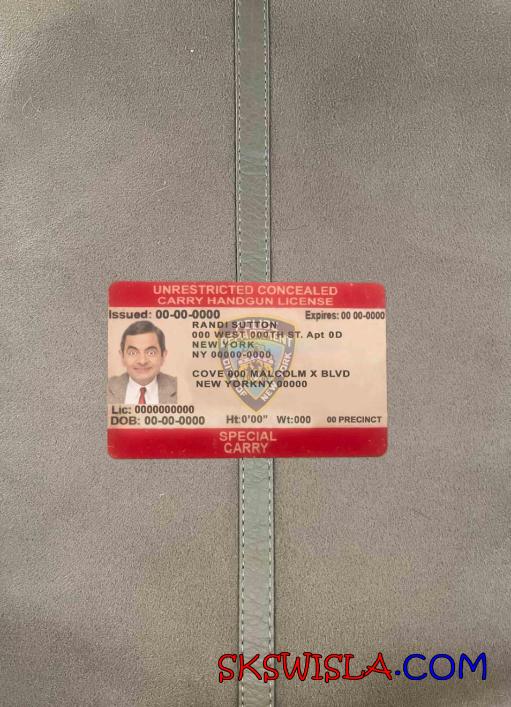 UNRESTRICTED CONCEALED
CARRY HANDGUN LICENSE
Issued: 00-00-0000 Expires: 00 00-0000
RANDI SUTTON
000 WEST 000TH ST. Apt 0D
NEW YORK
NY 00000-0000
COVE 000 MALCOLM X BLVD
NEW YORKNY 00000
Lic: 0000000000
DOB: 00-00-0000 Ht:0'00" Wt:000 00 PRECINCT
SPECIAL
CARRY
SKSWISLA.COM